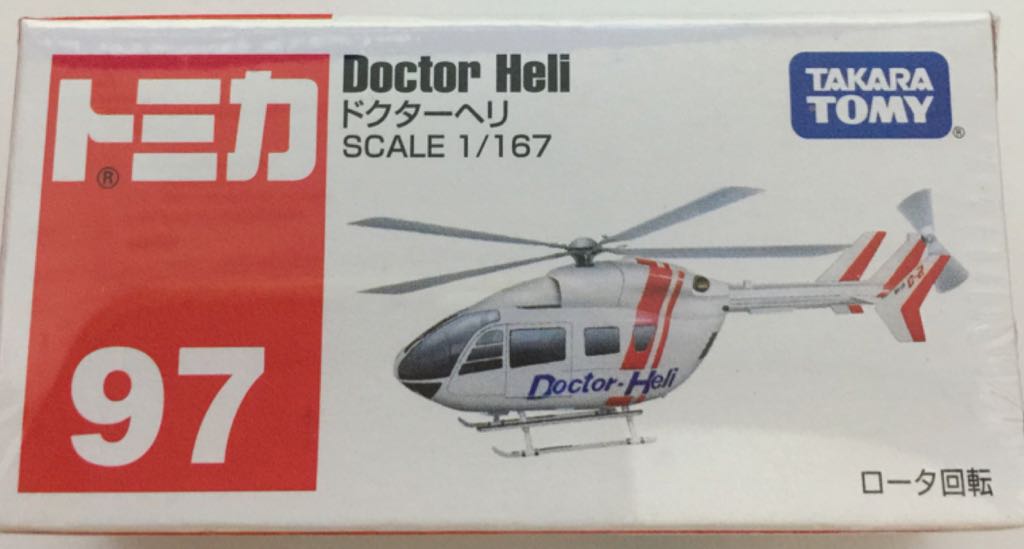 トミカ
®
97
Doctor Heli
ドクターヘリ
SCALE 1/167
TAKARA
TOMY®
Doctor-Heli
ロータ回転